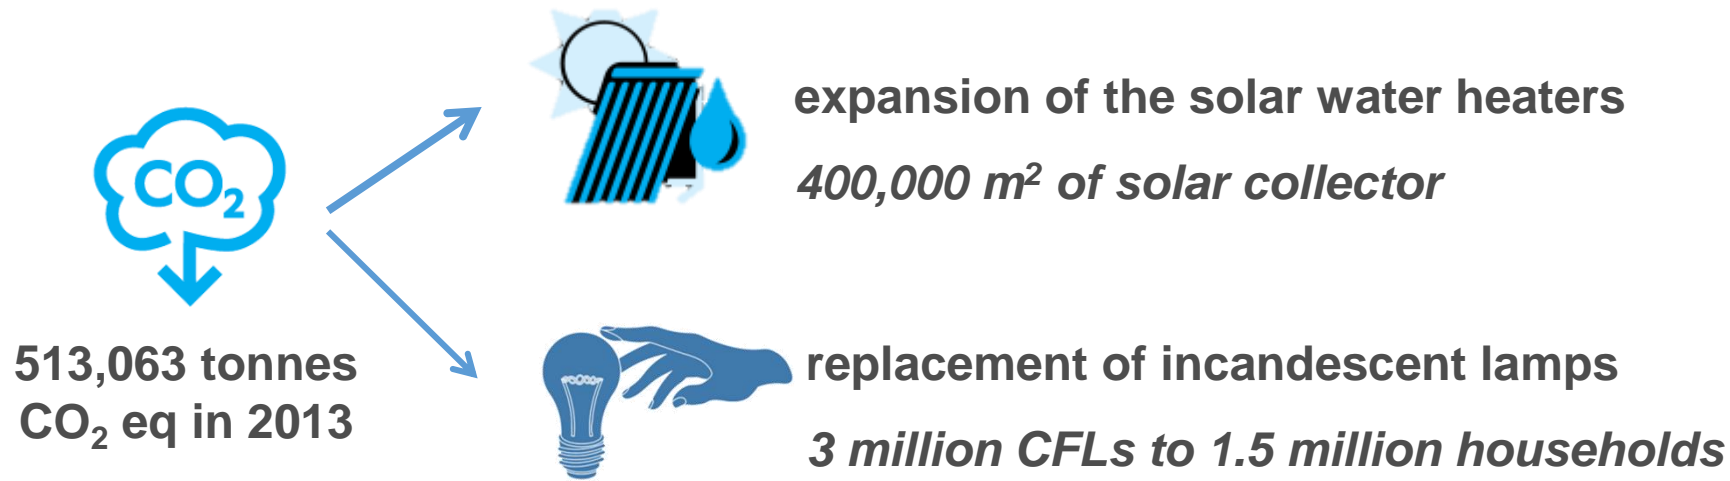 CO₂
513,063 tonnes
CO₂ eq in 2013
expansion of the solar water heaters
400,000 m² of solar collector
replacement of incandescent lamps
3 million CFLs to 1.5 million households